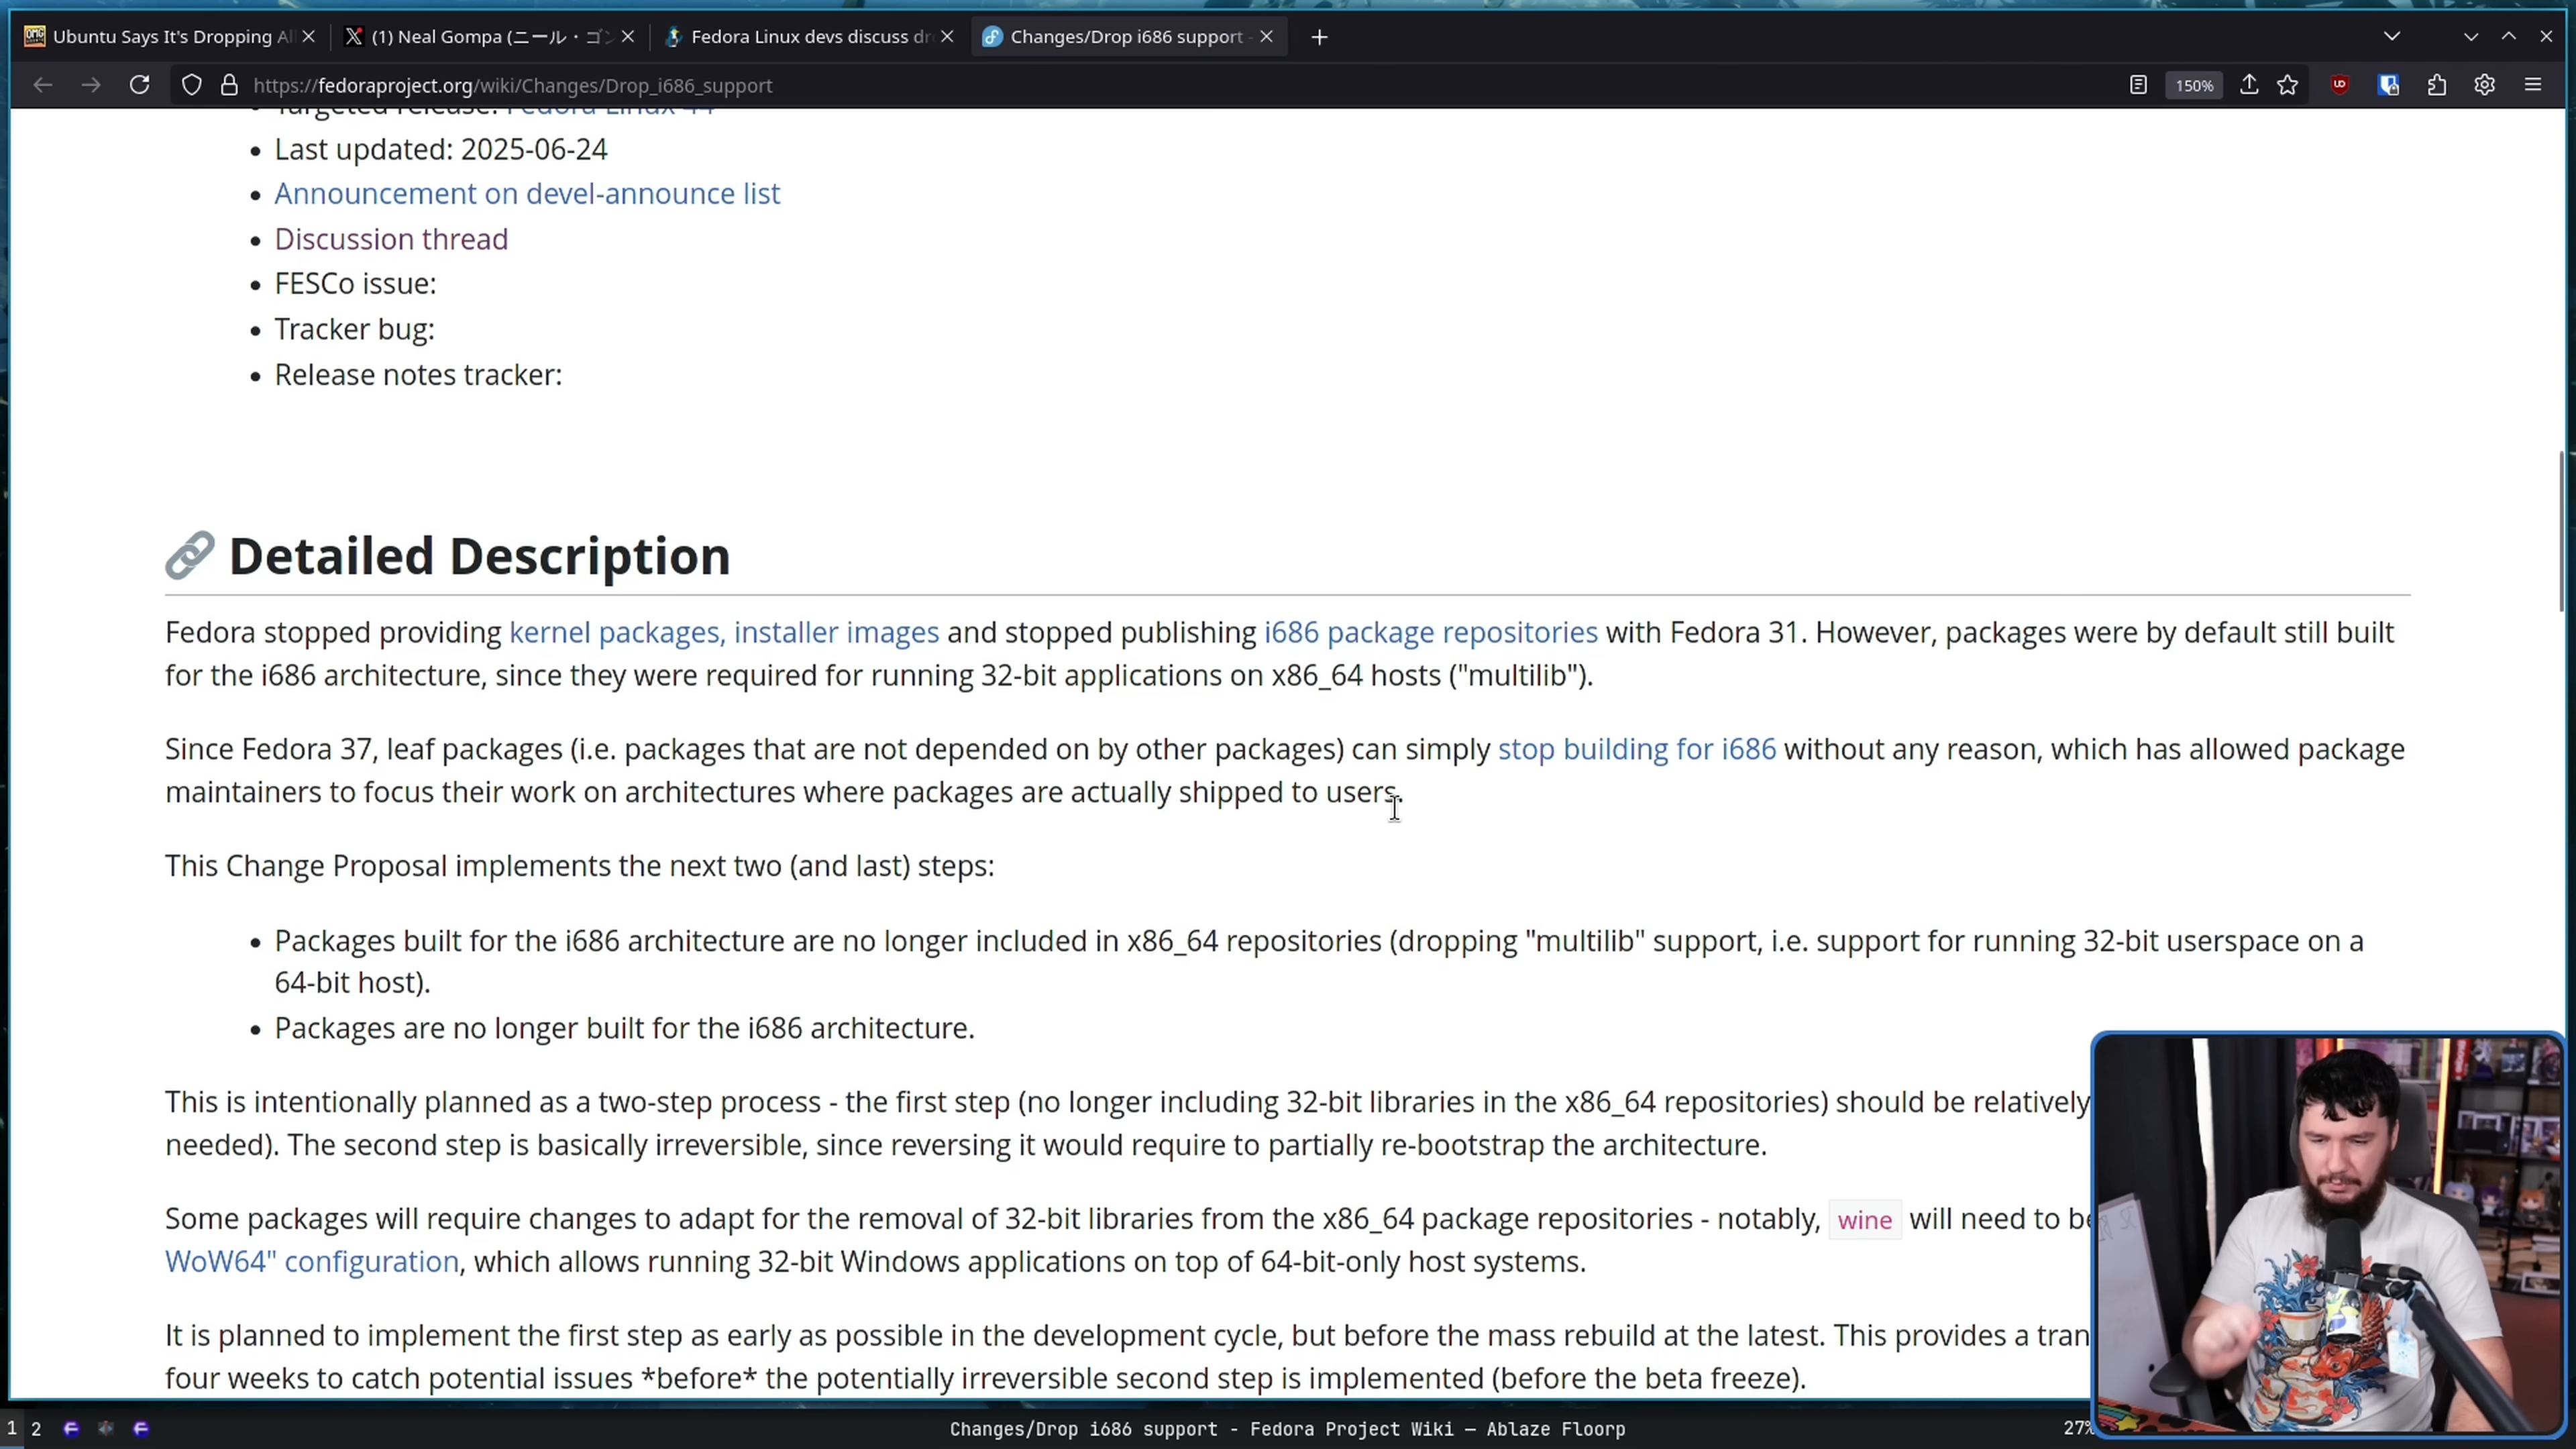 Ubuntu Says It's Dropping Al
(1) Neal Gompa (ニール・ゴン
Fedora Linux devs discuss dr
Changes/Drop i686 support -
https://fedoraproject.org/wiki/Changes/Drop_i686_support
150%
Targeted release: Fedora Linux 44
• Last updated: 2025-06-24
• Announcement on devel-announce list
• Discussion thread
• FESCo issue:
• Tracker bug:
• Release notes tracker:
Detailed Description
Fedora stopped providing kernel packages, installer images and stopped publishing i686 package repositories with Fedora 31. However, packages were by default still built
for the i686 architecture, since they were required for running 32-bit applications on x86_64 hosts ("multilib").
Since Fedora 37, leaf packages (i.e. packages that are not depended on by other packages) can simply stop building for i686 without any reason, which has allowed package
maintainers to focus their work on architectures where packages are actually shipped to users.
This Change Proposal implements the next two (and last) steps:
• Packages built for the i686 architecture are no longer included in x86_64 repositories (dropping "multilib" support, i.e. support for running 32-bit userspace on a
64-bit host).
• Packages are no longer built for the i686 architecture.
This is intentionally planned as a two-step process - the first step (no longer including 32-bit libraries in the x86_64 repositories) should be relatively
needed). The second step is basically irreversible, since reversing it would require to partially re-bootstrap the architecture.
Some packages will require changes to adapt for the removal of 32-bit libraries from the x86_64 package repositories - notably, wine will need to be
WoW64" configuration, which allows running 32-bit Windows applications on top of 64-bit-only host systems.
It is planned to implement the first step as early as possible in the development cycle, but before the mass rebuild at the latest. This provides a tran
four weeks to catch potential issues *before* the potentially irreversible second step is implemented (before the beta freeze).
1 2
Changes/Drop i686 support - Fedora Project Wiki — Ablaze Floorp
27%